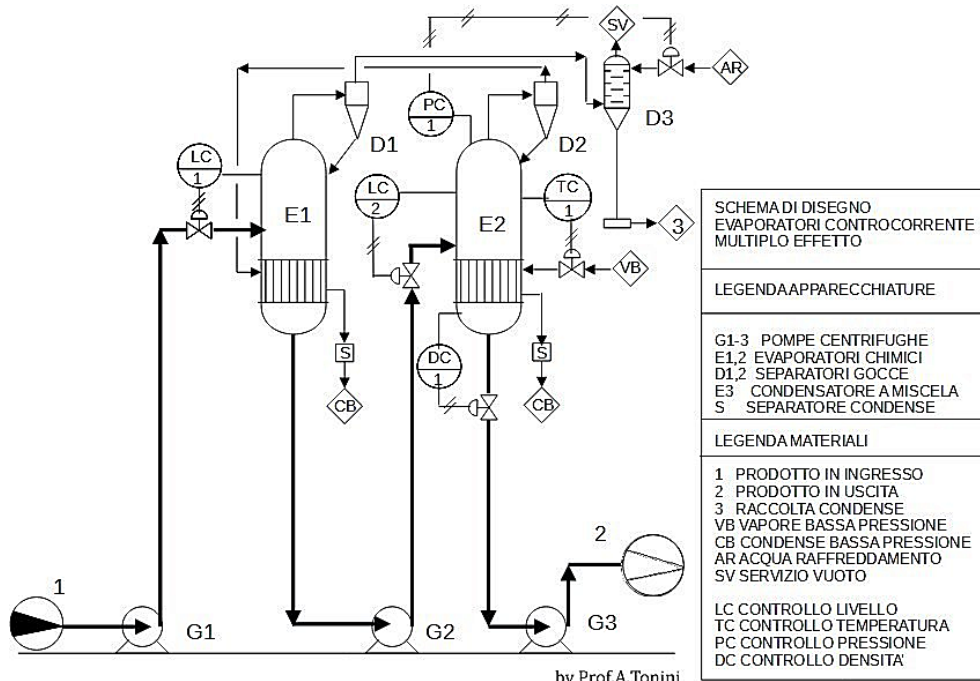 SV
AR
D3
PC
1
D1
D2
LC
1
LC
2
TC
1
E1
E2
3
VB
S
CB
DC
1
S
CB
1
G1
G2
G3
2
SCHEMA DI DISEGNO
EVAPORATORI CONTROCORRENTE
MULTIPLO EFFETTO
LEGENDA APPARECCHIATURE
G1-3 POMPE CENTRIFUGHE
E1,2 EVAPORATORI CHIMICI
D1,2 SEPARATORI GOCCE
E3 CONDENSATORE A MISCELA
S SEPARATORE CONDENSE
LEGENDA MATERIALI
1 PRODOTTO IN INGRESSO
2 PRODOTTO IN USCITA
3 RACCOLTA CONDENSE
VB VAPORE BASSA PRESSIONE
CB CONDENSE BASSA PRESSIONE
AR ACQUA RAFFREDDAMENTO
SV SERVIZIO VUOTO
LC CONTROLLO LIVELLO
TC CONTROLLO TEMPERATURA
PC CONTROLLO PRESSIONE
DC CONTROLLO DENSITA'
by Prof.A.Tonini